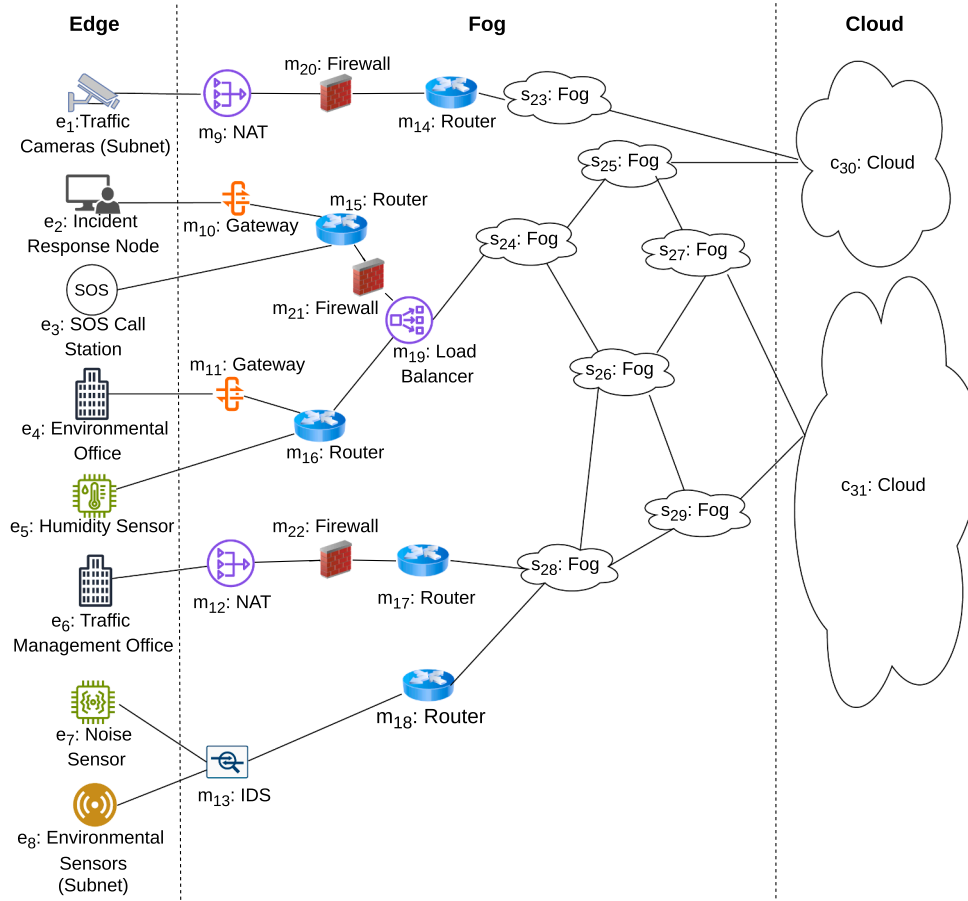 Edge
Fog
Cloud
e1:Traffic
Cameras (Subnet)
m9: NAT
m20: Firewall
m14: Router
s23: Fog
c30: Cloud
s25: Fog
e2: Incident
Response Node
m10: Gateway
m15: Router
s24: Fog
s27: Fog
SOS
e3: SOS Call
Station
m21: Firewall
m19: Load
Balancer
m11: Gateway
s26: Fog
e4: Environmental
Office
m16: Router
c31: Cloud
e5: Humidity Sensor
m22: Firewall
s29: Fog
s28: Fog
e6: Traffic
Management Office
m12: NAT
m17: Router
m18: Router
e7: Noise
Sensor
m13: IDS
e8: Environmental
Sensors
(Subnet)